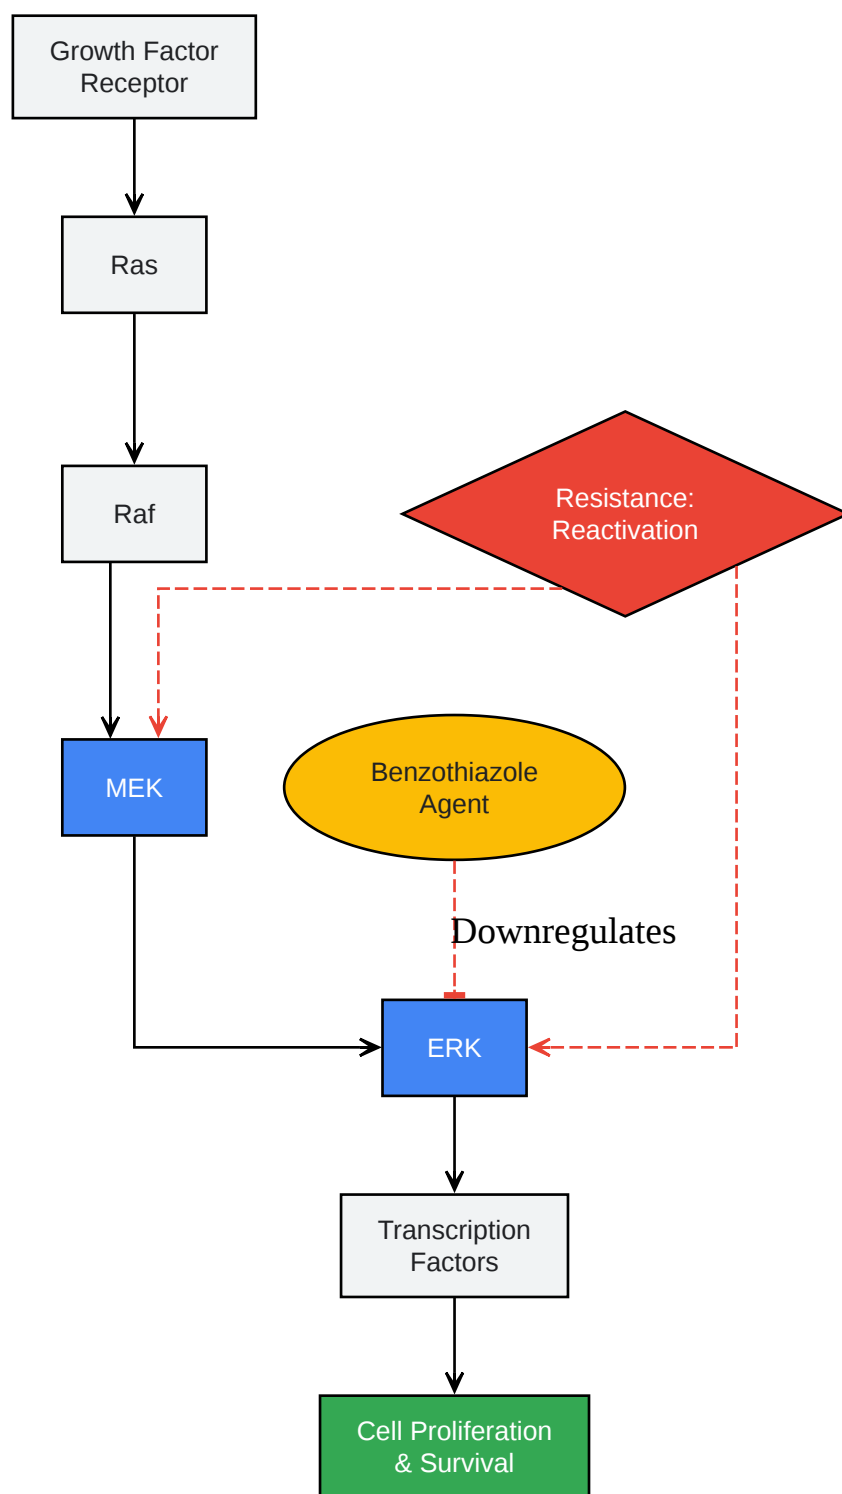 Growth Factor
Receptor
Ras
Raf
Resistance:
Reactivation
MEK
Benzothiazole
Agent
Downregulates
ERK
Transcription
Factors
Cell Proliferation
& Survival